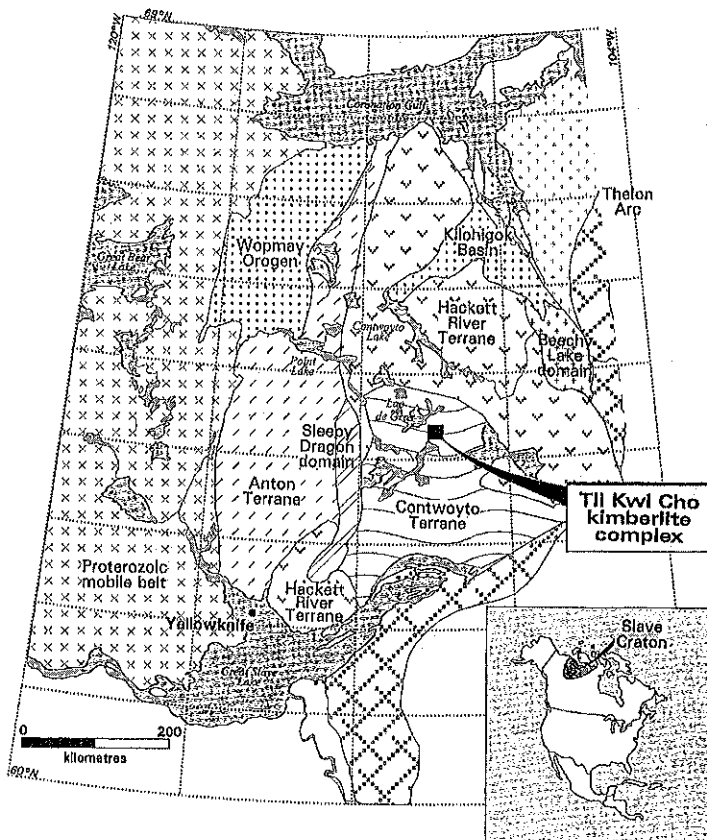 69°N
120°W
104°W
Coronation Gulf
Thelon
Arc
Wopmay
Orogen
Kilohigok
Basin
Great Bear
Lake
Hackett
River
Terrane
Contwoyto
Lake
Beechy
Lake
domain
Point
Lake
Lac
de Gras
Sleepy
Dragon
domain
Anton
Terrane
Contwoyto
Terrane
Tli Kwi Cho
kimberlite
complex
Proterozoic
mobile belt
Hackett
River
Terrane
Yellowknife
Slave
Craton
Great Slave
Lake
0 200
kilometres
60°N